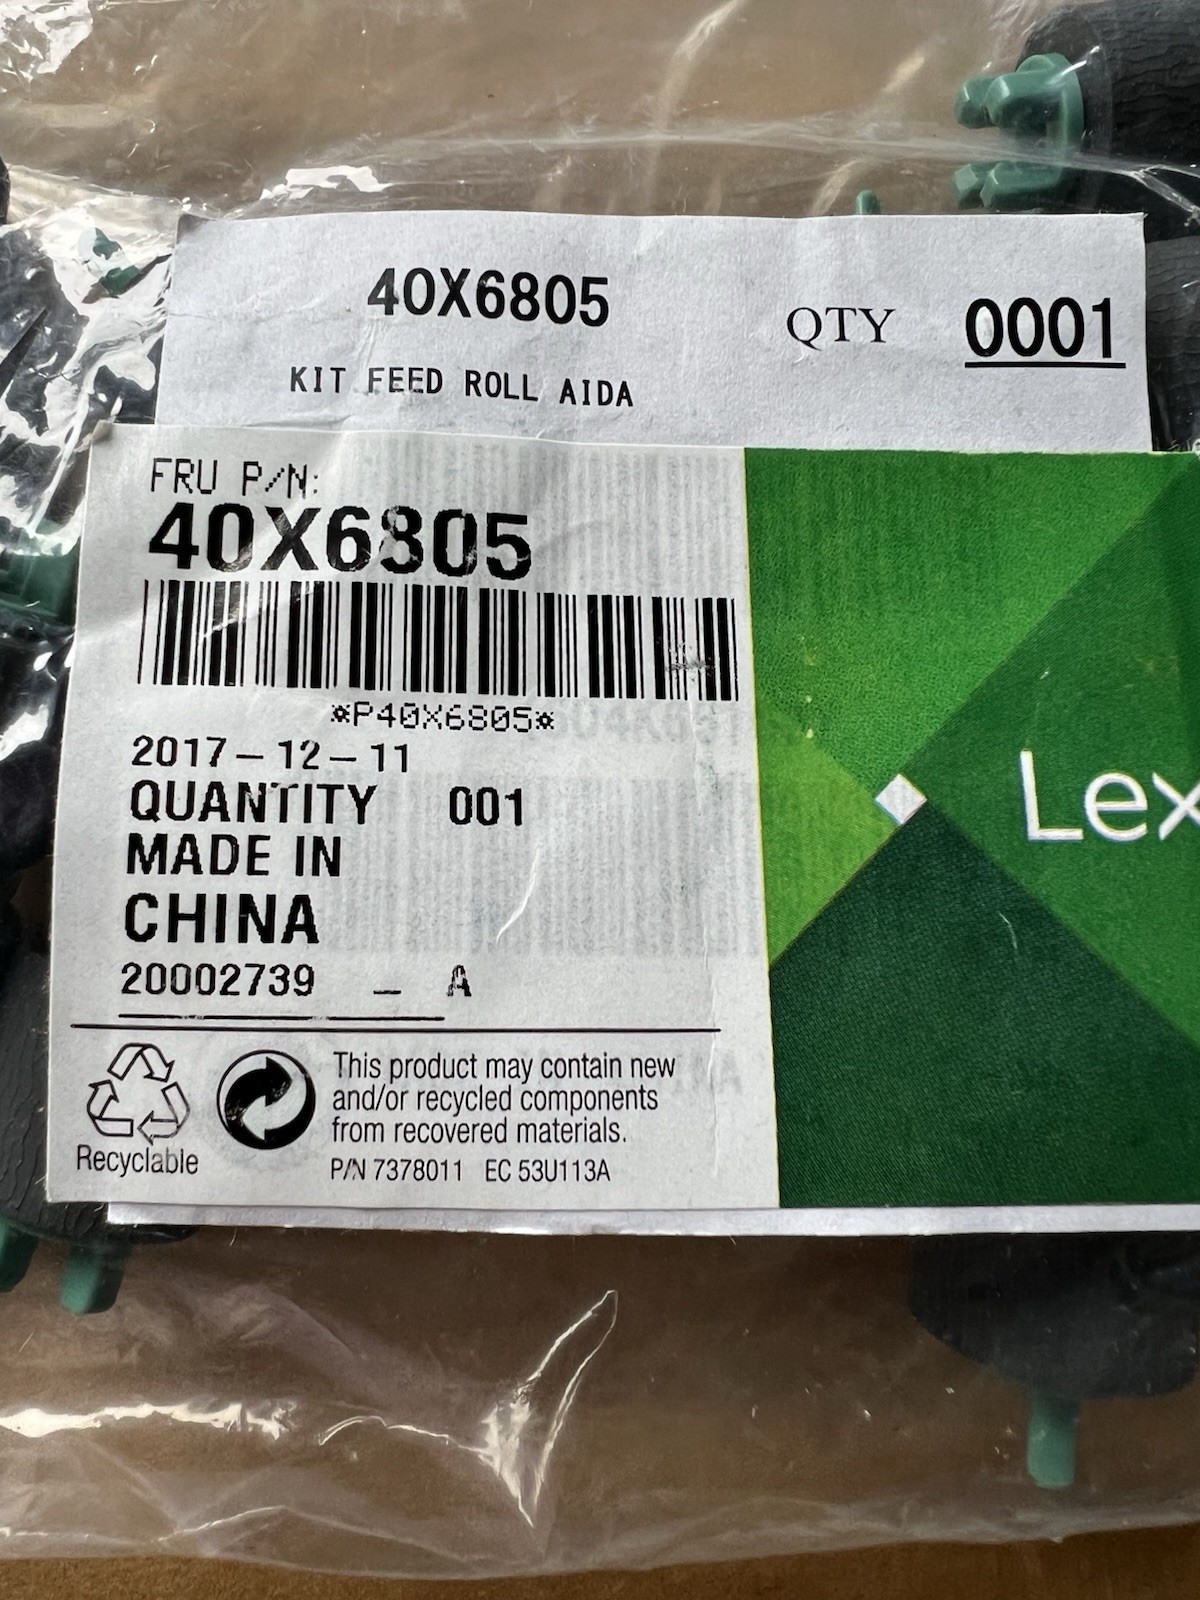 40X6805
QTY 0001
KIT FEED ROLL AIDA
FRU P/N:
40X6805
*P40X6805*
2017-12-11
QUANTITY 001
MADE IN
CHINA
20002739 _ A
Lex
Recyclable
This product may contain new
and/or recycled components
from recovered materials.
P/N 7378011 EC 53U113A